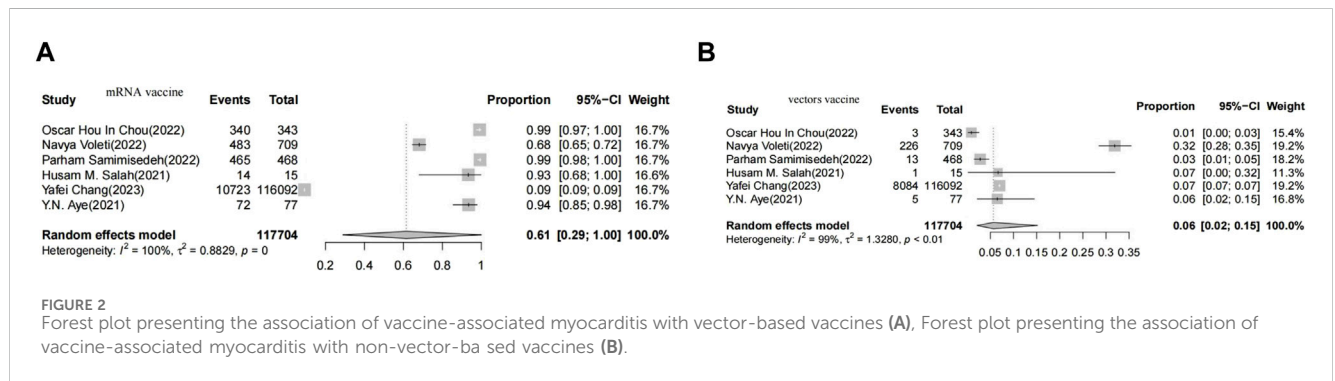 A
Study mRNA vaccine Events Total Proportion 95%−CI Weight
Oscar Hou In Chou(2022) 340 343 0.99 [0.97; 1.00] 16.7%
Navya Voleti(2022) 483 709 0.68 [0.65; 0.72] 16.7%
Parham Samimisedeh(2022) 465 468 0.99 [0.98; 1.00] 16.7%
Husam M. Salah(2021) 14 15 0.93 [0.68; 1.00] 16.6%
Yafei Chang(2023) 10723 116092 0.09 [0.09; 0.09] 16.7%
Y.N. Aye(2021) 72 77 0.94 [0.85; 0.98] 16.7%
Random effects model 117704 0.61 [0.29; 1.00] 100.0%
Heterogeneity: I² = 100%, τ² = 0.8829, p = 0
0.2 0.4 0.6 0.8 1
B
Study vectors vaccine Events Total Proportion 95%−CI Weight
Oscar Hou In Chou(2022) 3 343 0.01 [0.00; 0.03] 15.4%
Navya Voleti(2022) 226 709 0.32 [0.28; 0.35] 19.2%
Parham Samimisedeh(2022) 13 468 0.03 [0.01; 0.05] 18.2%
Husam M. Salah(2021) 1 15 0.07 [0.00; 0.32] 11.3%
Yafei Chang(2023) 8084 116092 0.07 [0.07; 0.07] 19.2%
Y.N. Aye(2021) 5 77 0.06 [0.02; 0.15] 16.8%
Random effects model 117704 0.06 [0.02; 0.15] 100.0%
Heterogeneity: I² = 99%, τ² = 1.3280, p < 0.01
0.05 0.1 0.15 0.2 0.25 0.3 0.35
FIGURE 2
Forest plot presenting the association of vaccine-associated myocarditis with vector-based vaccines (A), Forest plot presenting the association of
vaccine-associated myocarditis with non-vector-ba sed vaccines (B).